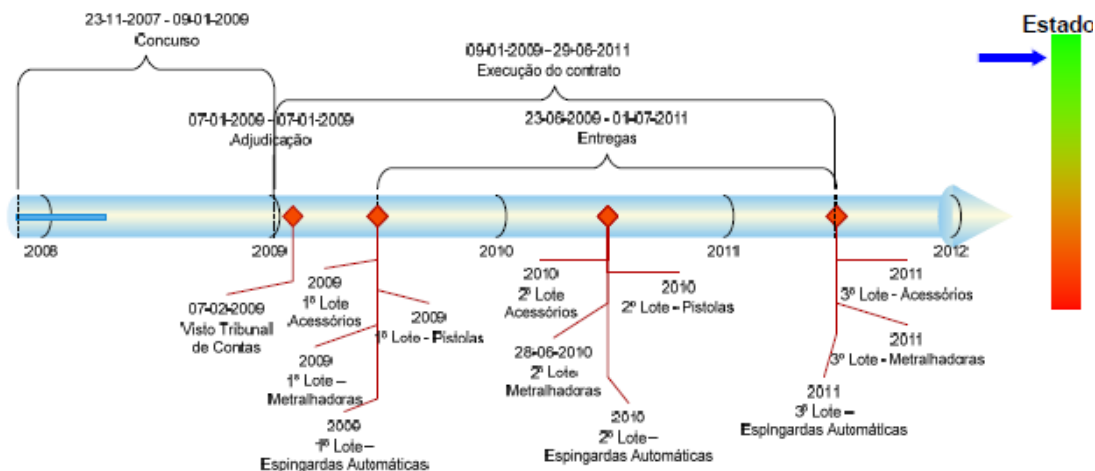 23-11-2007 - 09-01-2009
Concurso
Estado
09-01-2009 - 29-06-2011
Execução do contrato
07-01-2009 - 07-01-2009
Adjudicação
23-06-2009 - 01-07-2011
Entregas
2008
2009
2010
2011
2012
07-02-2009
Visto Tribunal
de Contas
2009
1º Lote
Acessórios
2009
1º Lote - Pistolas
2009
1º Lote –
Metralhadoras
2009
1º Lote –
Espingardas Automáticas
2010
2º Lote
Acessórios
2010
2º Lote – Pistolas
28-06-2010
2º Lote
Metralhadoras
2010
2º Lote –
Espingardas Automáticas
2011
3º Lote - Acessórios
2011
3º Lote - Metralhadoras
2011
3º Lote –
Espingardas Automáticas